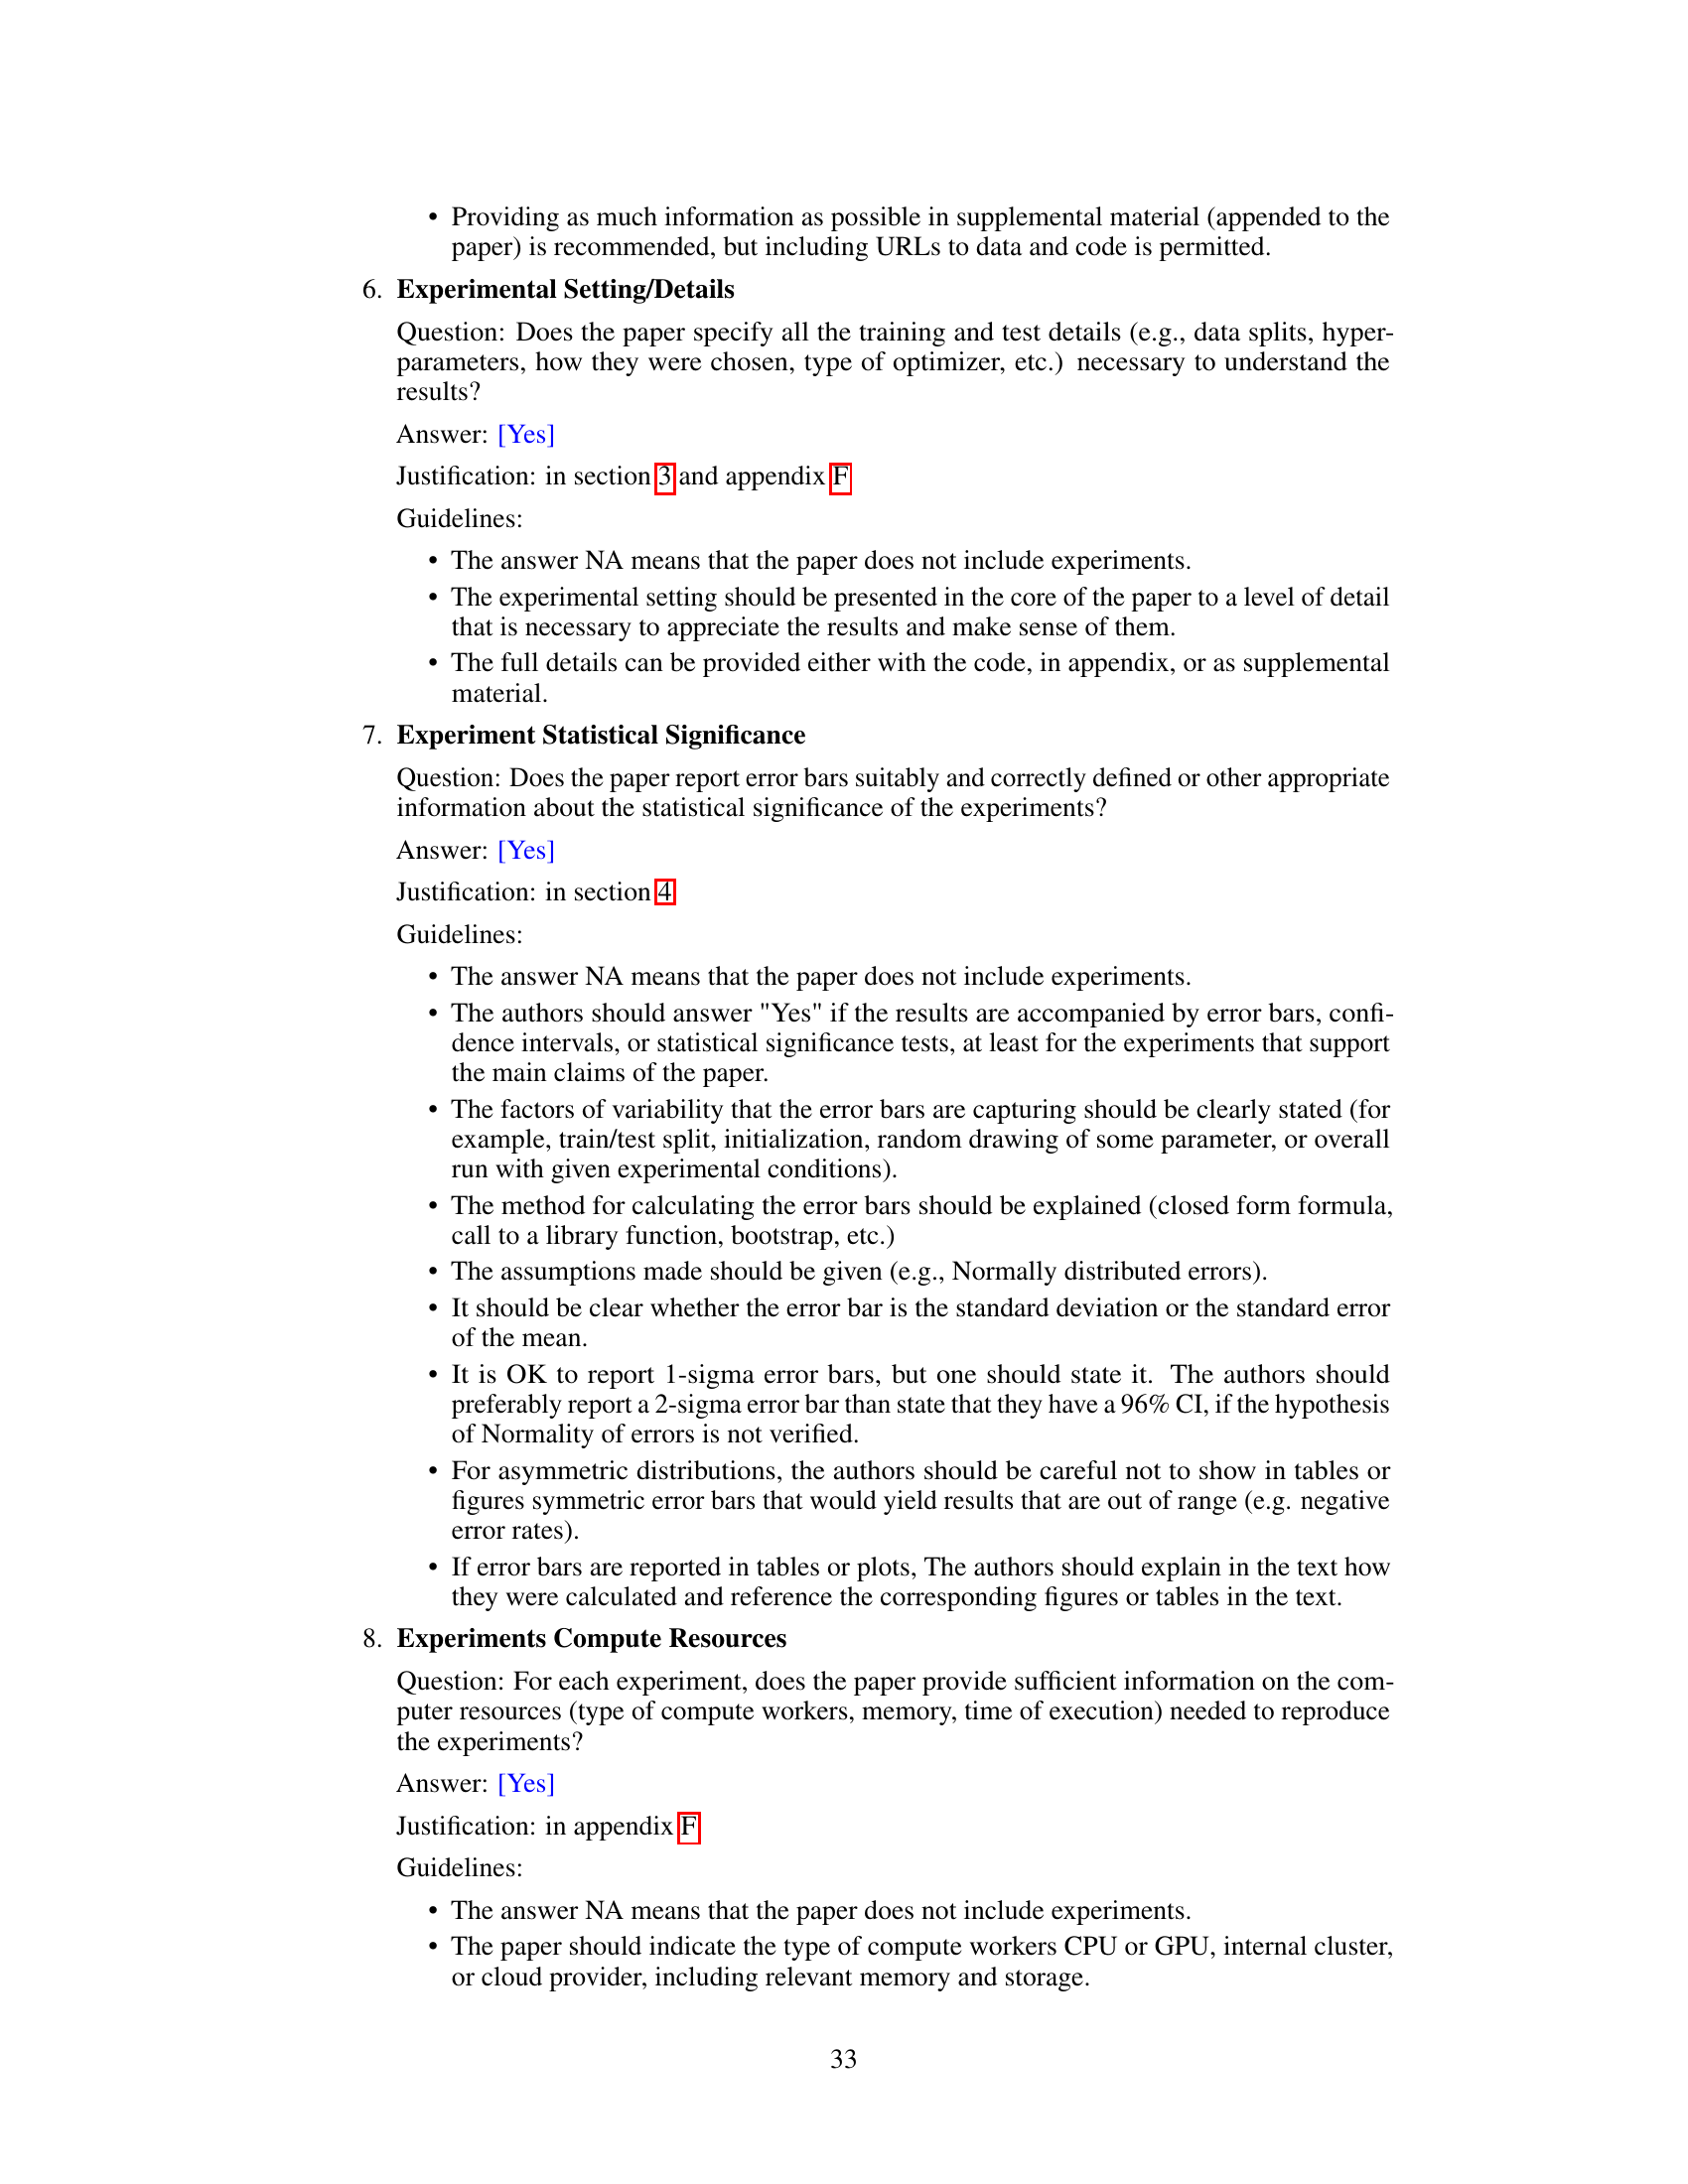 • Providing as much information as possible in supplemental material (appended to the
paper) is recommended, but including URLs to data and code is permitted.
6. Experimental Setting/Details
Question: Does the paper specify all the training and test details (e.g., data splits, hyper-
parameters, how they were chosen, type of optimizer, etc.) necessary to understand the
results?
Answer: [Yes]
Justification: in section 3 and appendix F
Guidelines:
• The answer NA means that the paper does not include experiments.
• The experimental setting should be presented in the core of the paper to a level of detail
that is necessary to appreciate the results and make sense of them.
• The full details can be provided either with the code, in appendix, or as supplemental
material.
7. Experiment Statistical Significance
Question: Does the paper report error bars suitably and correctly defined or other appropriate
information about the statistical significance of the experiments?
Answer: [Yes]
Justification: in section 4
Guidelines:
• The answer NA means that the paper does not include experiments.
• The authors should answer "Yes" if the results are accompanied by error bars, confi-
dence intervals, or statistical significance tests, at least for the experiments that support
the main claims of the paper.
• The factors of variability that the error bars are capturing should be clearly stated (for
example, train/test split, initialization, random drawing of some parameter, or overall
run with given experimental conditions).
• The method for calculating the error bars should be explained (closed form formula,
call to a library function, bootstrap, etc.)
• The assumptions made should be given (e.g., Normally distributed errors).
• It should be clear whether the error bar is the standard deviation or the standard error
of the mean.
• It is OK to report 1-sigma error bars, but one should state it. The authors should
preferably report a 2-sigma error bar than state that they have a 96% CI, if the hypothesis
of Normality of errors is not verified.
• For asymmetric distributions, the authors should be careful not to show in tables or
figures symmetric error bars that would yield results that are out of range (e.g. negative
error rates).
• If error bars are reported in tables or plots, The authors should explain in the text how
they were calculated and reference the corresponding figures or tables in the text.
8. Experiments Compute Resources
Question: For each experiment, does the paper provide sufficient information on the com-
puter resources (type of compute workers, memory, time of execution) needed to reproduce
the experiments?
Answer: [Yes]
Justification: in appendix F
Guidelines:
• The answer NA means that the paper does not include experiments.
• The paper should indicate the type of compute workers CPU or GPU, internal cluster,
or cloud provider, including relevant memory and storage.
33